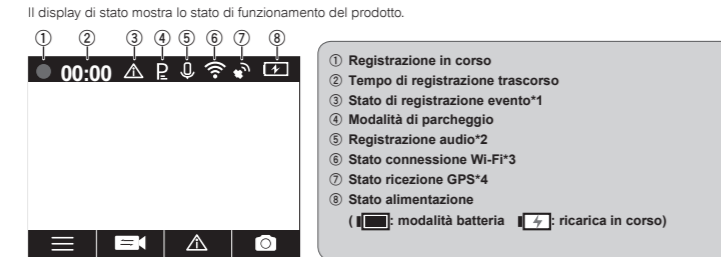 Il display di stato mostra lo stato di funzionamento del prodotto.
① ② ③ ④ ⑤ ⑥ ⑦ ⑧
00:00
① Registrazione in corso
② Tempo di registrazione trascorso
③ Stato di registrazione evento*1
④ Modalità di parcheggio
⑤ Registrazione audio*2
⑥ Stato connessione Wi-Fi*3
⑦ Stato ricezione GPS*4
⑧ Stato alimentazione
( : modalità batteria : ricarica in corso)